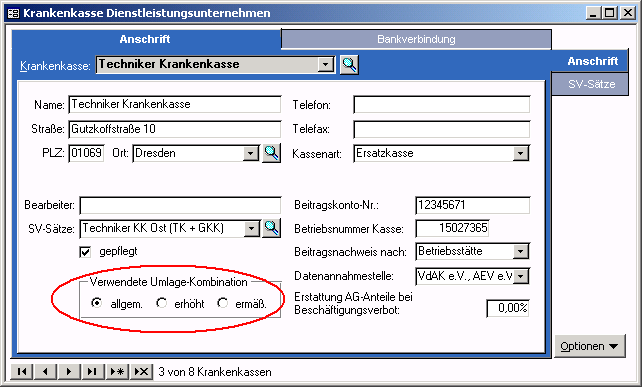 Krankenkasse Dienstleistungsunternehmen
Anschrift
Bankverbindung
Krankenkasse: Techniker Krankenkasse
Anschrift
SV-Sätze
Name: Techniker Krankenkasse
Telefon:
Straße: Gutzkoffstraße 10
Telefax:
PLZ: 01069 Ort: Dresden
Kassenart: Ersatzkasse
Bearbeiter:
Beitragskonto-Nr.: 12345671
SV-Sätze: Techniker KK Ost (TK + GKK)
Betriebsnummer Kasse: 15027365
gepflegt
Beitragsnachweis nach: Betriebsstätte
Verwendete Umlage-Kombination
Datenannahmestelle: VdAK e.V., AEV e.V
allgem. erhöht ermäß.
Erstattung AG-Anteile bei
Beschäftigungsverbot: 0,00%
Optionen
3 von 8 Krankenkassen